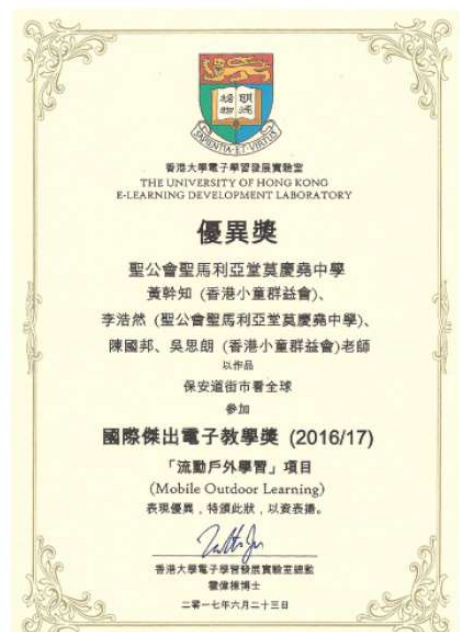 明德
格物
SAPIENTIA·ET·VIRTUS
香港大學電子學習發展實驗室
THE UNIVERSITY OF HONG KONG
E-LEARNING DEVELOPMENT LABORATORY
優異獎
聖公會聖馬利亞堂莫慶堯中學
黃幹知 (香港小童群益會)、
李浩然 (聖公會聖馬利亞堂莫慶堯中學)、
陳國邦、吳思朗 (香港小童群益會)老師
以作品
保安道街市看全球
參加
國際傑出電子教學獎 (2016/17)
「流動戶外學習」項目
(Mobile Outdoor Learning)
表現優異，特頒此狀，以資表揚。
香港大學電子學習發展實驗室總監
霍偉棟博士
二零一七年六月二十三日